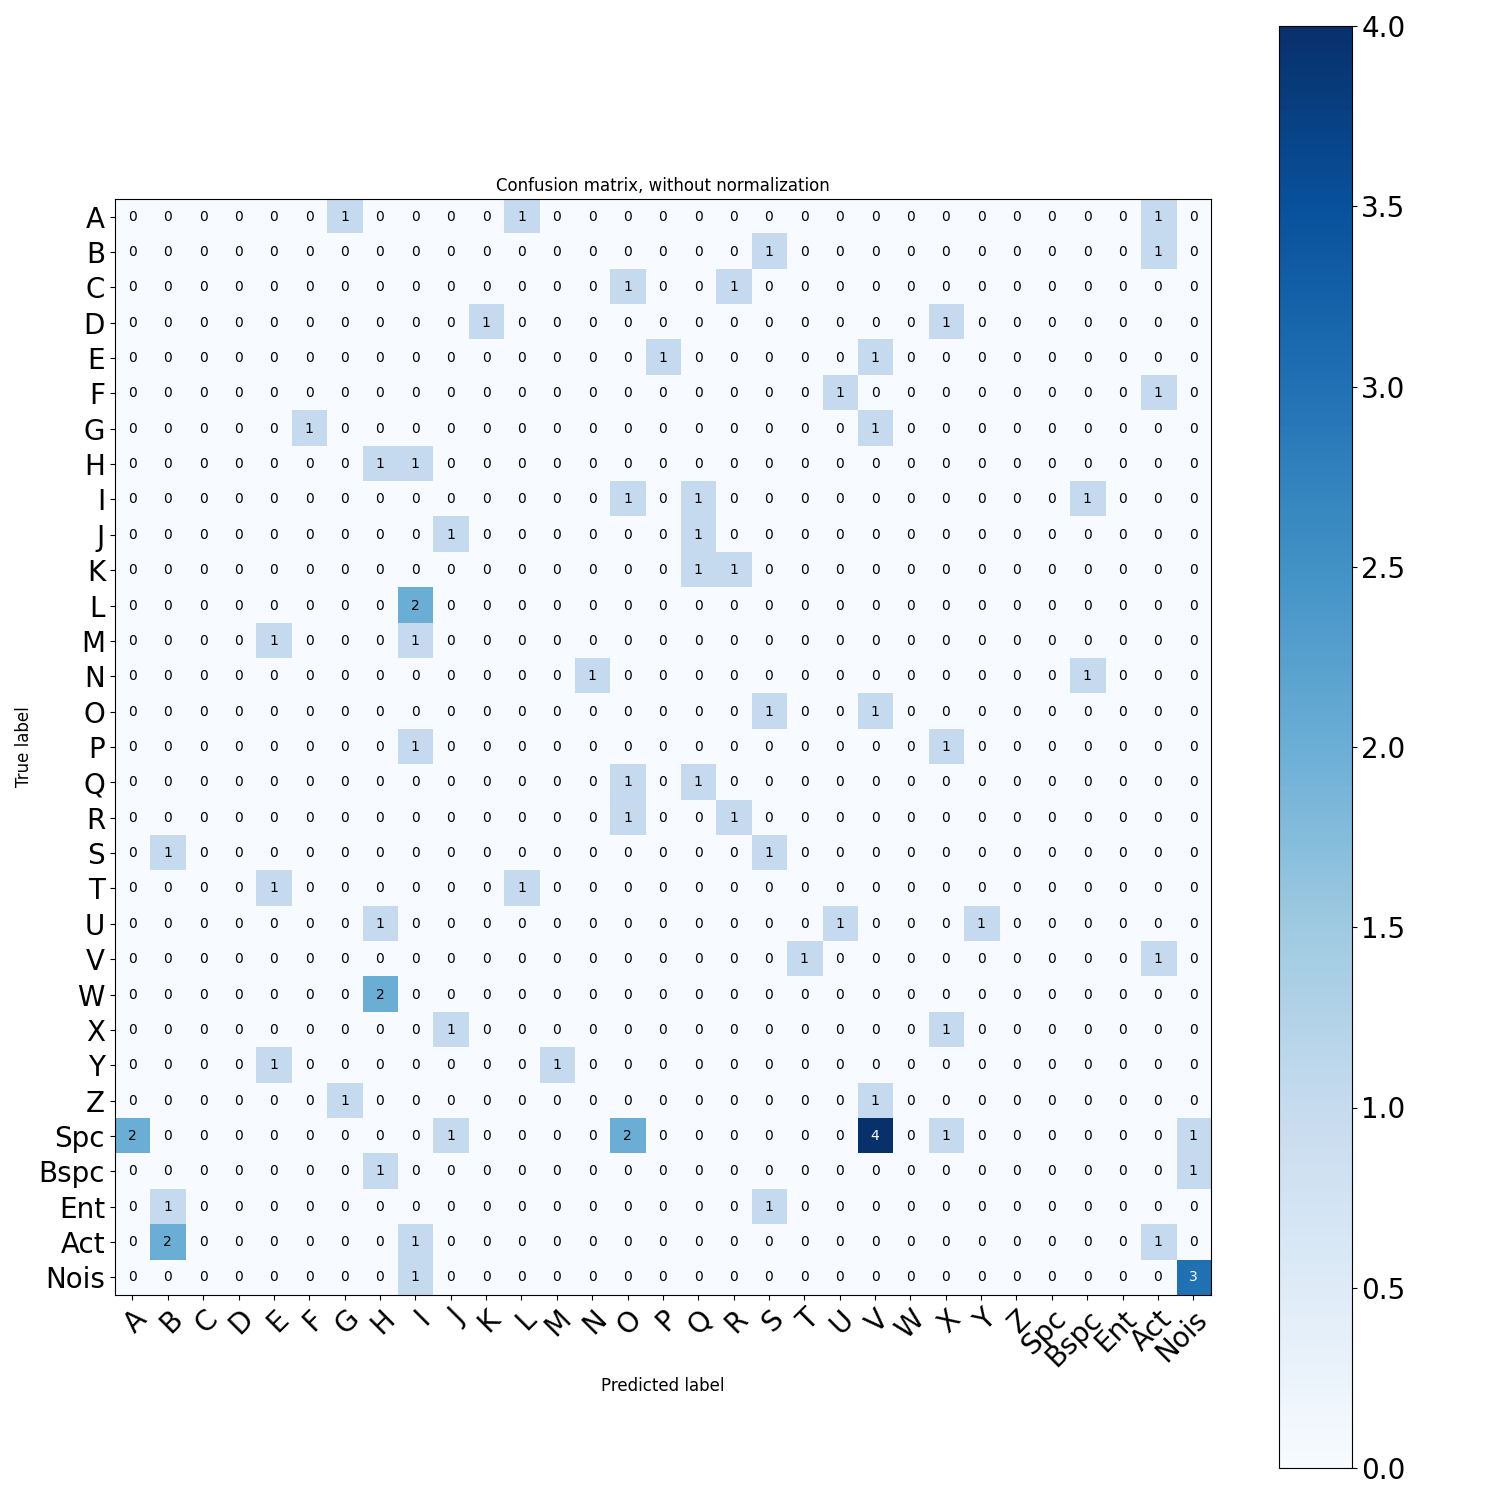 Confusion matrix, without normalization
A 0 0 0 0 0 0 1 0 0 0 0 1 0 0 0 0 0 0 0 0 0 0 0 0 0 0 0 0 0 1 0
B 0 0 0 0 0 0 0 0 0 0 0 0 0 0 0 0 0 0 1 0 0 0 0 0 0 0 0 0 0 1 0
C 0 0 0 0 0 0 0 0 0 0 0 0 0 0 1 0 0 1 0 0 0 0 0 0 0 0 0 0 0 0 0
D 0 0 0 0 0 0 0 0 0 0 1 0 0 0 0 0 0 0 0 0 0 0 0 1 0 0 0 0 0 0 0
E 0 0 0 0 0 0 0 0 0 0 0 0 0 0 0 1 0 0 0 0 0 1 0 0 0 0 0 0 0 0 0
F 0 0 0 0 0 0 0 0 0 0 0 0 0 0 0 0 0 0 0 0 1 0 0 0 0 0 0 0 0 1 0
G 0 0 0 0 0 1 0 0 0 0 0 0 0 0 0 0 0 0 0 0 0 1 0 0 0 0 0 0 0 0 0
H 0 0 0 0 0 0 0 1 1 0 0 0 0 0 0 0 0 0 0 0 0 0 0 0 0 0 0 0 0 0 0
I 0 0 0 0 0 0 0 0 0 0 0 0 0 0 1 0 1 0 0 0 0 0 0 0 0 0 0 1 0 0 0
J 0 0 0 0 0 0 0 0 0 1 0 0 0 0 0 0 1 0 0 0 0 0 0 0 0 0 0 0 0 0 0
K 0 0 0 0 0 0 0 0 0 0 0 0 0 0 0 0 1 1 0 0 0 0 0 0 0 0 0 0 0 0 0
L 0 0 0 0 0 0 0 0 2 0 0 0 0 0 0 0 0 0 0 0 0 0 0 0 0 0 0 0 0 0 0
M 0 0 0 0 1 0 0 0 1 0 0 0 0 0 0 0 0 0 0 0 0 0 0 0 0 0 0 0 0 0 0
N 0 0 0 0 0 0 0 0 0 0 0 0 0 1 0 0 0 0 0 0 0 0 0 0 0 0 0 1 0 0 0
O 0 0 0 0 0 0 0 0 0 0 0 0 0 0 0 0 0 0 1 0 0 1 0 0 0 0 0 0 0 0 0
P 0 0 0 0 0 0 0 0 1 0 0 0 0 0 0 0 0 0 0 0 0 0 0 1 0 0 0 0 0 0 0
Q 0 0 0 0 0 0 0 0 0 0 0 0 0 0 1 0 1 0 0 0 0 0 0 0 0 0 0 0 0 0 0
R 0 0 0 0 0 0 0 0 0 0 0 0 0 0 1 0 0 1 0 0 0 0 0 0 0 0 0 0 0 0 0
S 0 1 0 0 0 0 0 0 0 0 0 0 0 0 0 0 0 0 1 0 0 0 0 0 0 0 0 0 0 0 0
T 0 0 0 0 1 0 0 0 0 0 0 1 0 0 0 0 0 0 0 0 0 0 0 0 0 0 0 0 0 0 0
U 0 0 0 0 0 0 0 1 0 0 0 0 0 0 0 0 0 0 0 0 1 0 0 0 1 0 0 0 0 0 0
V 0 0 0 0 0 0 0 0 0 0 0 0 0 0 0 0 0 0 0 1 0 0 0 0 0 0 0 0 0 1 0
W 0 0 0 0 0 0 0 2 0 0 0 0 0 0 0 0 0 0 0 0 0 0 0 0 0 0 0 0 0 0 0
X 0 0 0 0 0 0 0 0 0 1 0 0 0 0 0 0 0 0 0 0 0 0 0 1 0 0 0 0 0 0 0
Y 0 0 0 0 1 0 0 0 0 0 0 0 1 0 0 0 0 0 0 0 0 0 0 0 0 0 0 0 0 0 0
Z 0 0 0 0 0 0 1 0 0 0 0 0 0 0 0 0 0 0 0 0 0 1 0 0 0 0 0 0 0 0 0
Spc 2 0 0 0 0 0 0 0 0 1 0 0 0 0 2 0 0 0 0 0 0 4 0 1 0 0 0 0 0 0 1
Bspc 0 0 0 0 0 0 0 1 0 0 0 0 0 0 0 0 0 0 0 0 0 0 0 0 0 0 0 0 0 0 1
Ent 0 1 0 0 0 0 0 0 0 0 0 0 0 0 0 0 0 0 1 0 0 0 0 0 0 0 0 0 0 0 0
Act 0 2 0 0 0 0 0 0 1 0 0 0 0 0 0 0 0 0 0 0 0 0 0 0 0 0 0 0 0 1 0
Nois 0 0 0 0 0 0 0 0 1 0 0 0 0 0 0 0 0 0 0 0 0 0 0 0 0 0 0 0 0 0 3
A B C D E F G H I J K L M N O P Q R S T U V W X Y Z Spc Bspc Ent Act Nois
Predicted label
True label
4.0
3.5
3.0
2.5
2.0
1.5
1.0
0.5
0.0